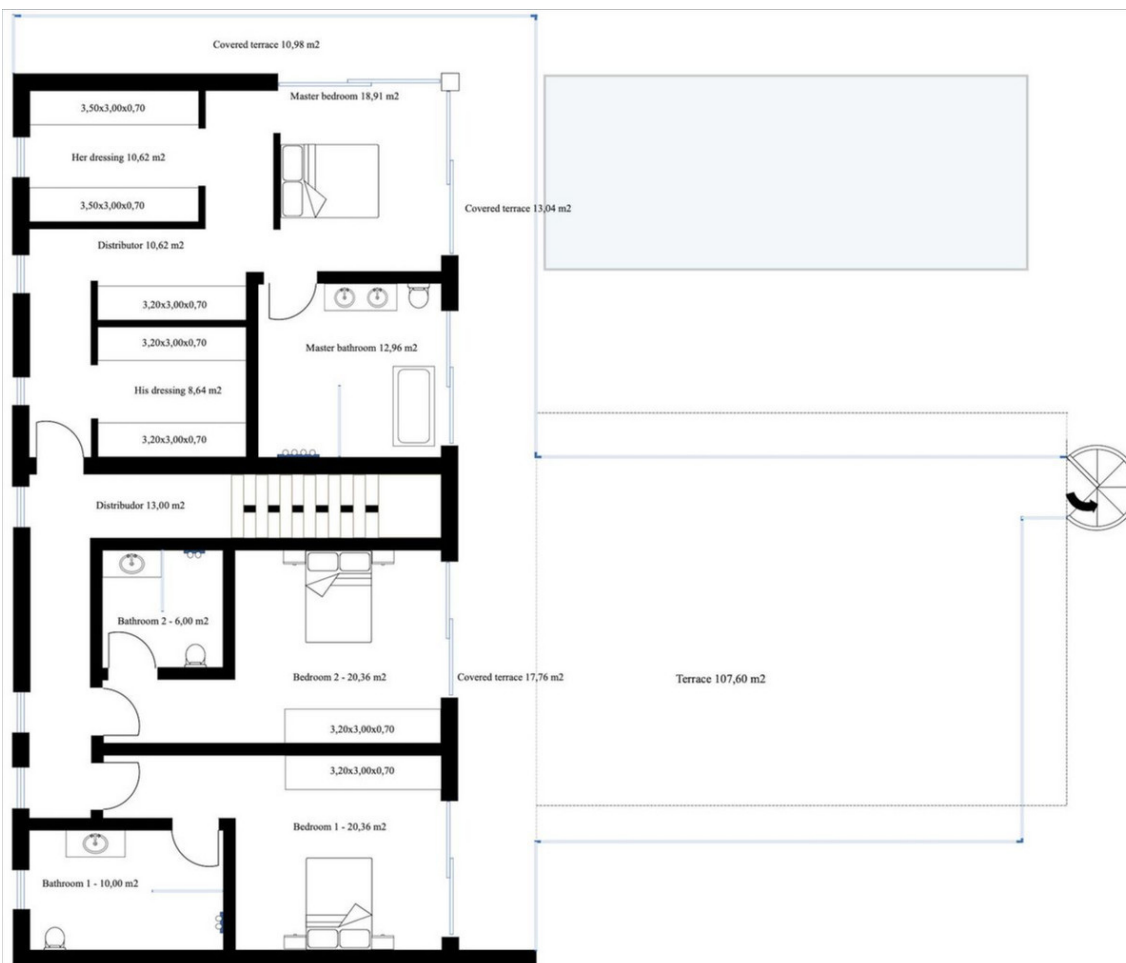 Covered terrace 10,98 m2
Master bedroom 18,91 m2
3,50x3,00x0,70
Her dressing 10,62 m2
3,50x3,00x0,70
Covered terrace 13,04 m2
Distributor 10,62 m2
3,20x3,00x0,70
3,20x3,00x0,70
Master bathroom 12,96 m2
His dressing 8,64 m2
3,20x3,00x0,70
Distribudor 13,00 m2
Bathroom 2 - 6,00 m2
Bedroom 2 - 20,36 m2
Covered terrace 17,76 m2
Terrace 107,60 m2
3,20x3,00x0,70
3,20x3,00x0,70
Bedroom 1 - 20,36 m2
Bathroom 1 - 10,00 m2